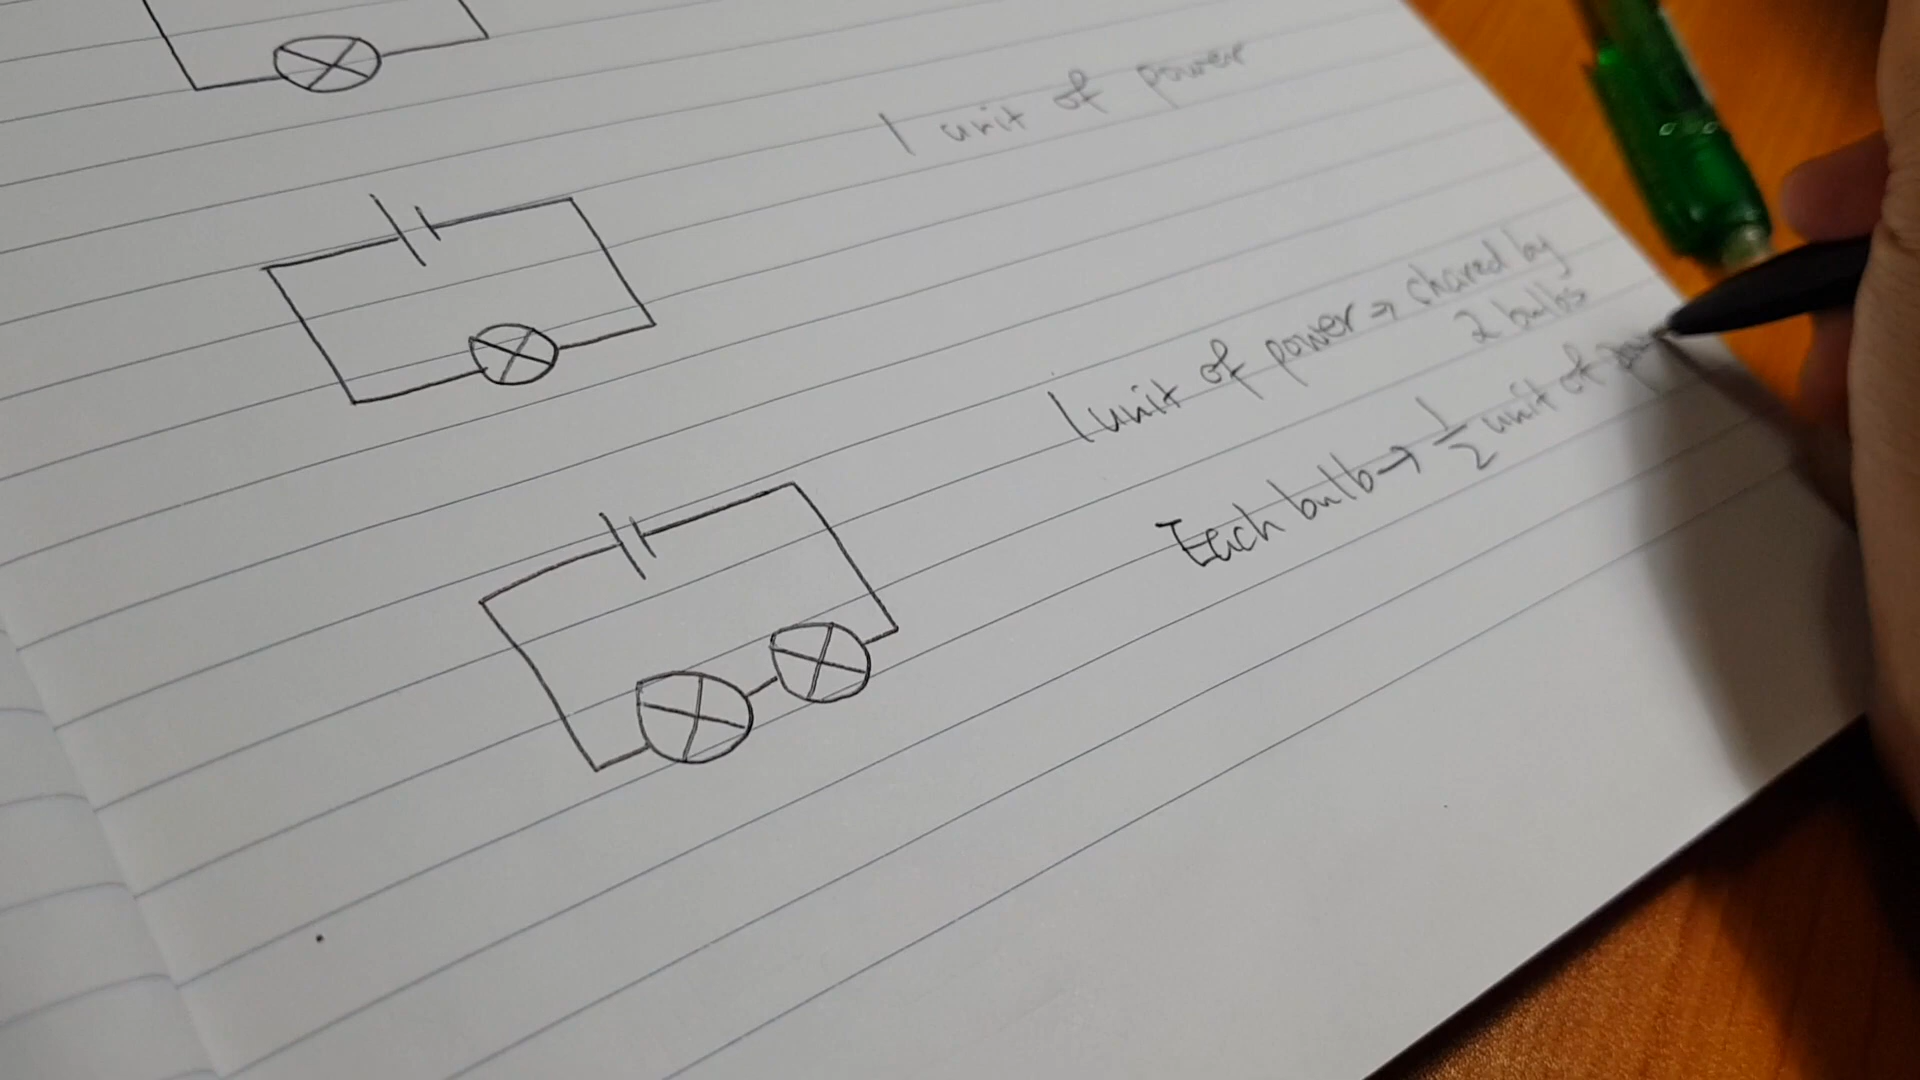 1 unit of power
1 unit of power → shared by
2 bulbs
Each bulb → 1/2 unit of